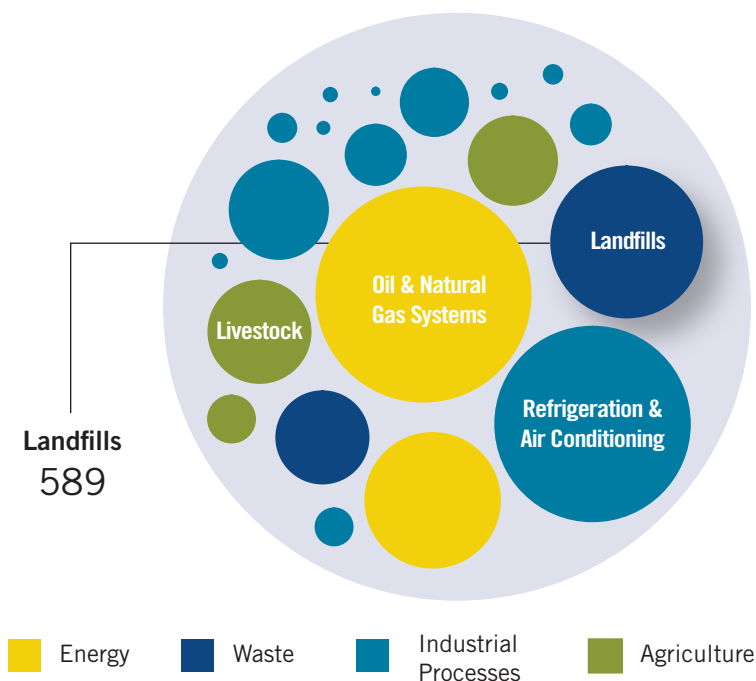 Landfills
Oil & Natural
Gas Systems
Livestock
Refrigeration &
Air Conditioning
Landfills
589
Energy
Waste
Industrial
Processes
Agriculture